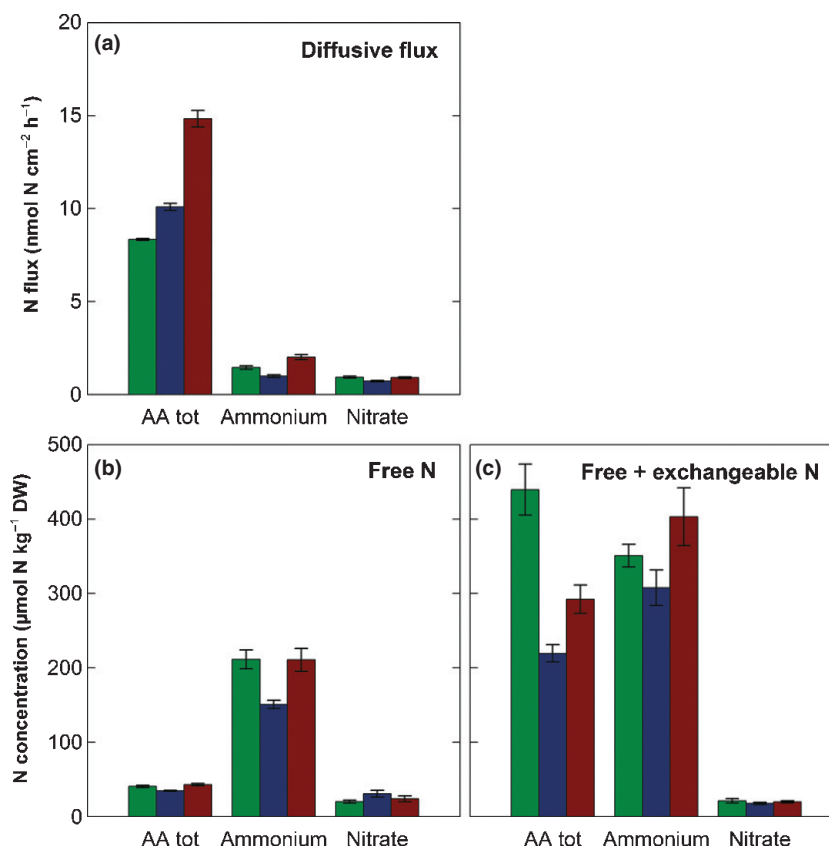 (a)
Diffusive flux
N flux (nmol N cm⁻² h⁻¹)
20
15
10
5
0
AA tot Ammonium Nitrate
(b)
Free N
N concentration (µmol N kg⁻¹ DW)
500
400
300
200
100
0
AA tot Ammonium Nitrate
(c)
Free + exchangeable N
AA tot Ammonium Nitrate